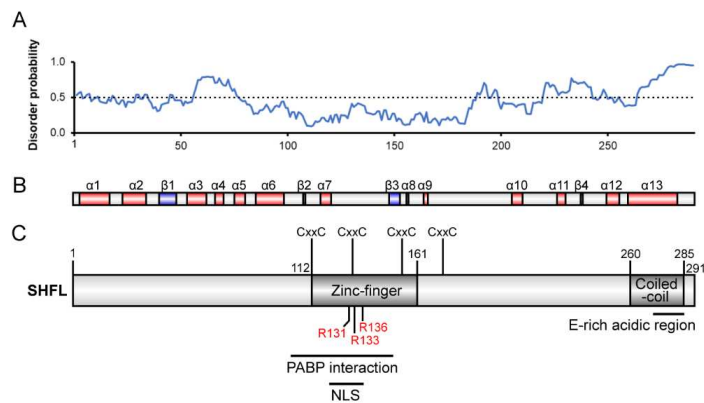 A
Disorder probability
1.0
0.5
0.0
1 50 100 150 200 250
B
α1 α2 β1 α3 α4 α5 α6 β2 α7 β3 α8 α9 α10 α11 β4 α12 α13
C
CxxC CxxC CxxC CxxC
1 112 161 260 285 291
SHFL
Zinc-finger
Coiled
-coil
R131 R136
R133
E-rich acidic region
PABP interaction
NLS